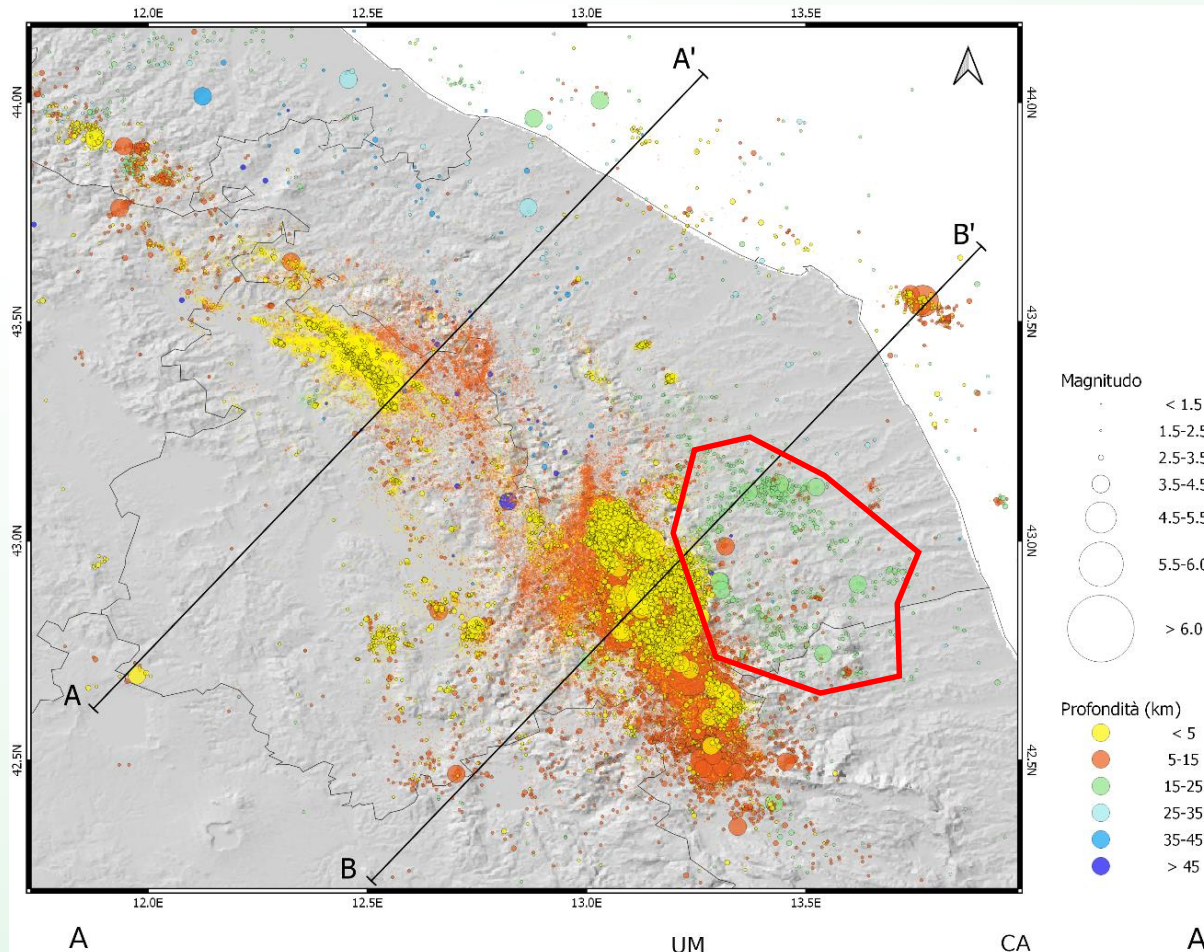 12.0E 12.5E 13.0E 13.5E
A'
44.0N 44.0N
B'
43.5N 43.5N
Magnitudo
< 1.5
1.5-2.5
2.5-3.5
3.5-4.5
4.5-5.5
5.5-6.0
> 6.0
43.0N 43.0N
A
Profondità (km)
< 5
5-15
15-25
25-35
35-45
> 45
42.5N 42.5N
B
12.0E 12.5E 13.0E 13.5E
A UM CA A